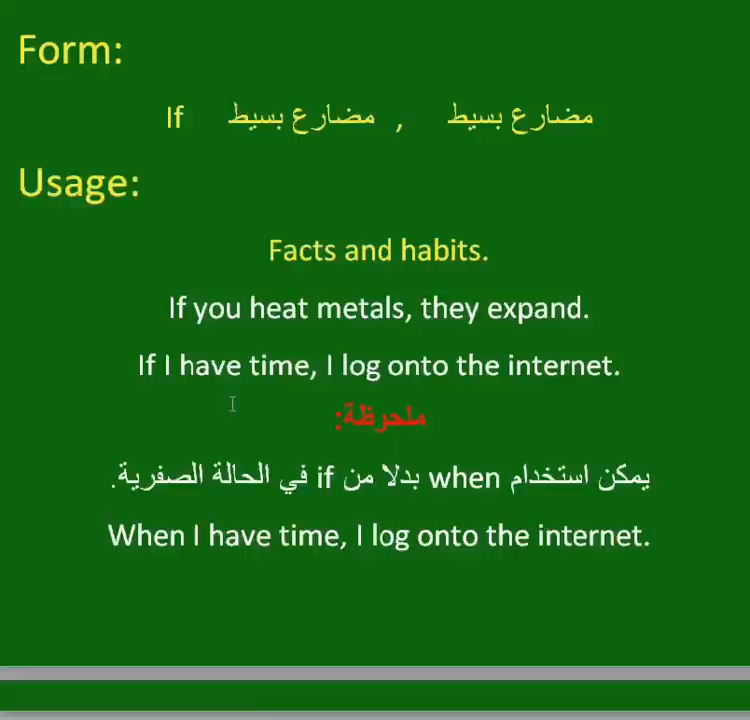 Form:
If مضارع بسيط , مضارع بسيط
Usage:
Facts and habits.
If you heat metals, they expand.
If I have time, I log onto the internet.
ملحوظة:
يمكن استخدام when بدلا من if في الحالة الصفرية.
When I have time, I log onto the internet.